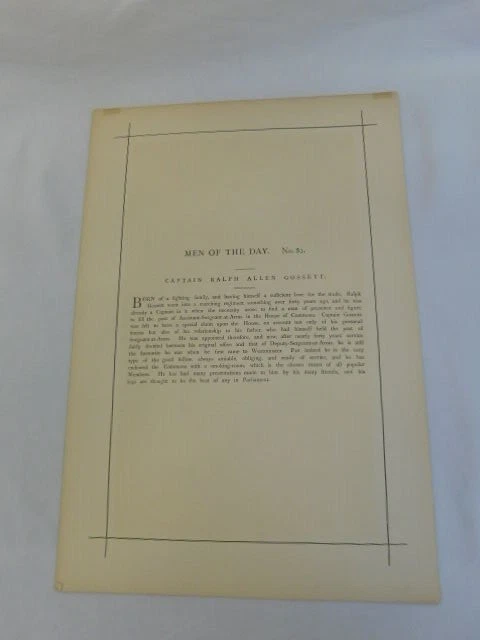 MEN OF THE DAY. No. 82.
CAPTAIN RALPH ALLEN GOSSETT.
BORN of a fighting family, and having himself a sufficient love for the trade, Ralph
Gossett went into a marching regiment something over forty years ago, and he was
already a Captain in it when the necessity arose to find a man of presence and figure
to fill the post of Assistant-Sergeant-at-Arms in the House of Commons. Captain Gossett
was felt to have a special claim upon the House, on account not only of his personal
fitness but also of his relationship to his father, who had himself held the post of
Sergeant-at-Arms. He was appointed therefore, and now after nearly forty years' service
fairly divided between his original office and that of Deputy-Sergeant-at-Arms he is still
the favourite he was when he first came to Westminster. For indeed he is the very
type of the good fellow, always amiable, obliging, and ready of access, and he has
endowed the Commons with a smoking-room, which is the chosen resort of all popular
Members. He has had many presentations made to him by his many friends, and his
legs are thought to be the best of any in Parliament.